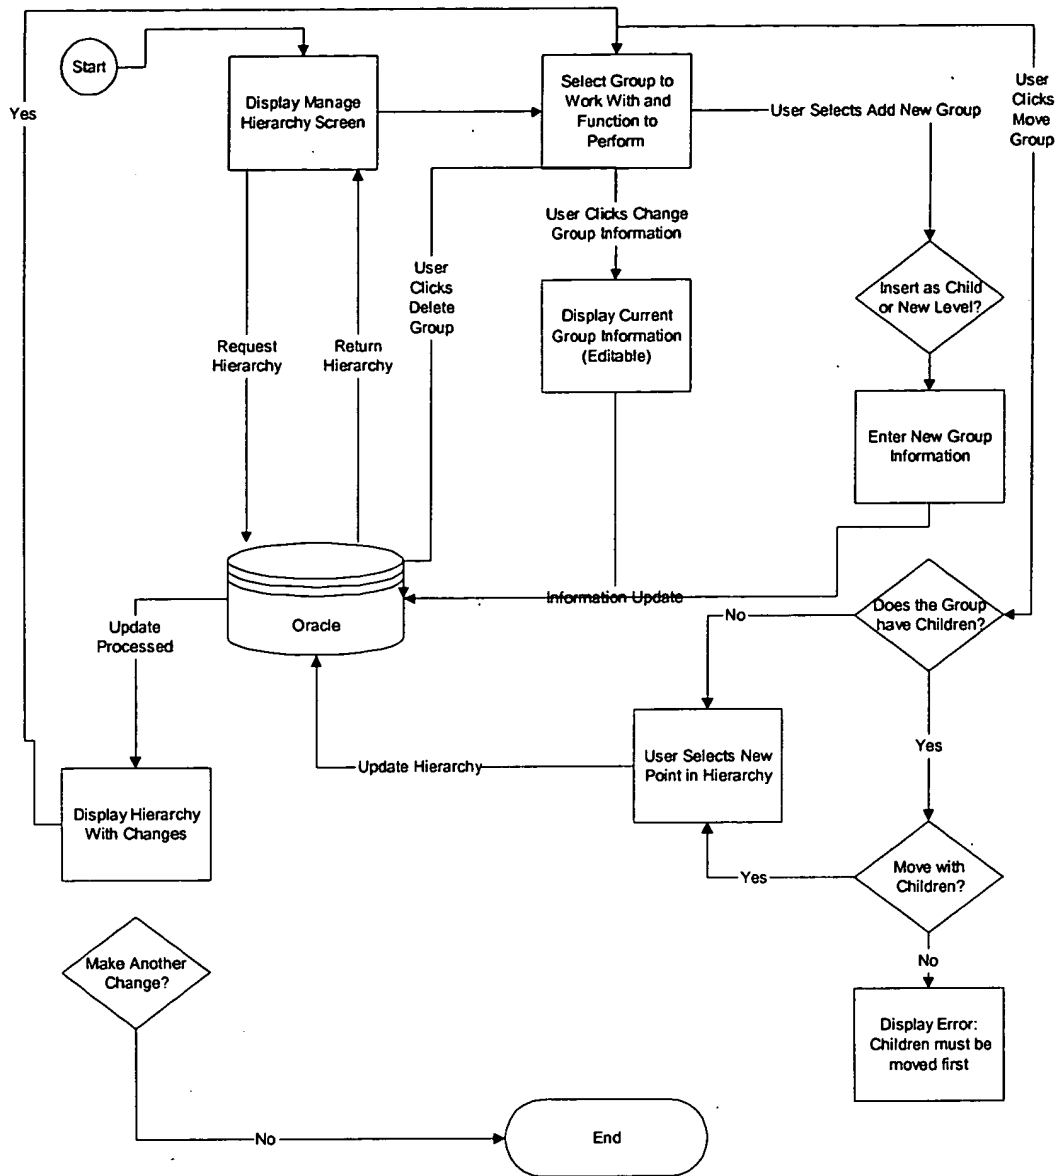 Start
Display Manage
Hierarchy Screen
Select Group to
Work With and
Function to
Perform
User Selects Add New Group
User
Clicks
Move
Group
Yes
User Clicks Change
Group Information
User
Clicks
Delete
Group
Insert as Child
or New Level?
Display Current
Group Information
(Editable)
Request
Hierarchy
Return
Hierarchy
Enter New Group
Information
Information Update
Does the Group
have Children?
No
Oracle
Update
Processed
Yes
User Selects New
Point in Hierarchy
Update Hierarchy
Display Hierarchy
With Changes
Move with
Children?
Yes
No
Make Another
Change?
Display Error:
Children must be
moved first
No
End